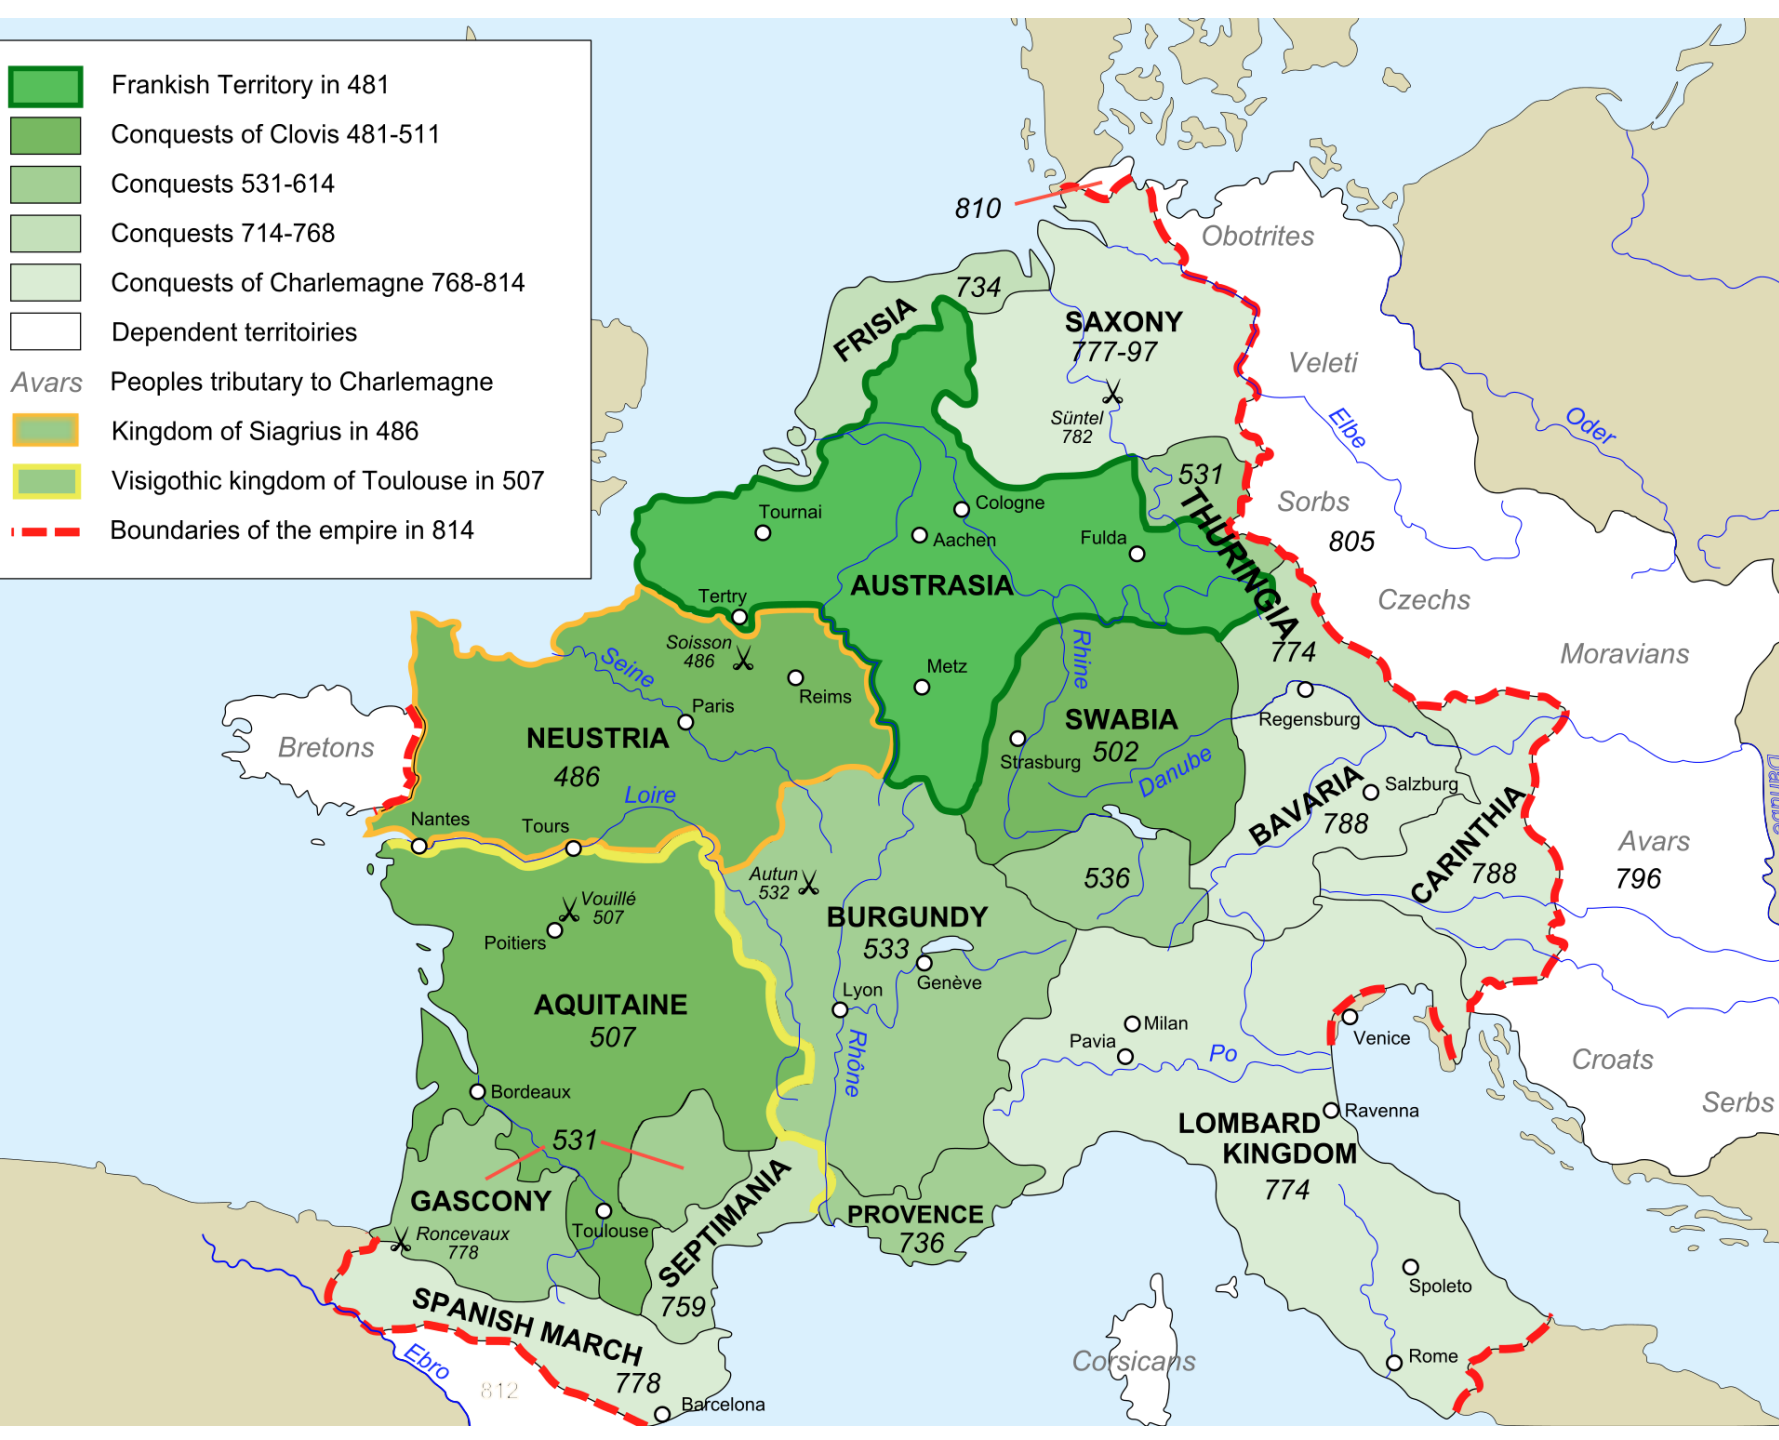 Frankish Territory in 481
Conquests of Clovis 481-511
Conquests 531-614
Conquests 714-768
Conquests of Charlemagne 768-814
Dependent territoiries
Avars Peoples tributary to Charlemagne
Kingdom of Siagrius in 486
Visigothic kingdom of Toulouse in 507
Boundaries of the empire in 814
810
Obotrites
734
FRISIA
SAXONY
777-97
Veleti
Süntel
782
Elbe
Oder
531
Sorbs
805
THURINGIA
Tournai
Cologne
Aachen
Fulda
AUSTRASIA
Czechs
Tertry
Soisson
486
Seine
Reims
Metz
Rhine
774
Moravians
Paris
Regensburg
Bretons
NEUSTRIA
486
SWABIA
502
Strasburg
Danube
Danube
Loire
Nantes
Tours
Salzburg
BAVARIA
788
CARINTHIA
788
Avars
796
Autun
532
536
Vouillé
507
Poitiers
BURGUNDY
533
Genève
Lyon
AQUITAINE
507
Rhône
Milan
Pavia
Po
Venice
Croats
Serbs
Bordeaux
531
Ravenna
LOMBARD
KINGDOM
774
GASCONY
Roncevaux
778
Toulouse
SEPTIMANIA
759
PROVENCE
736
Spoleto
SPANISH MARCH
778
Ebro
812
Barcelona
Corsicans
Rome